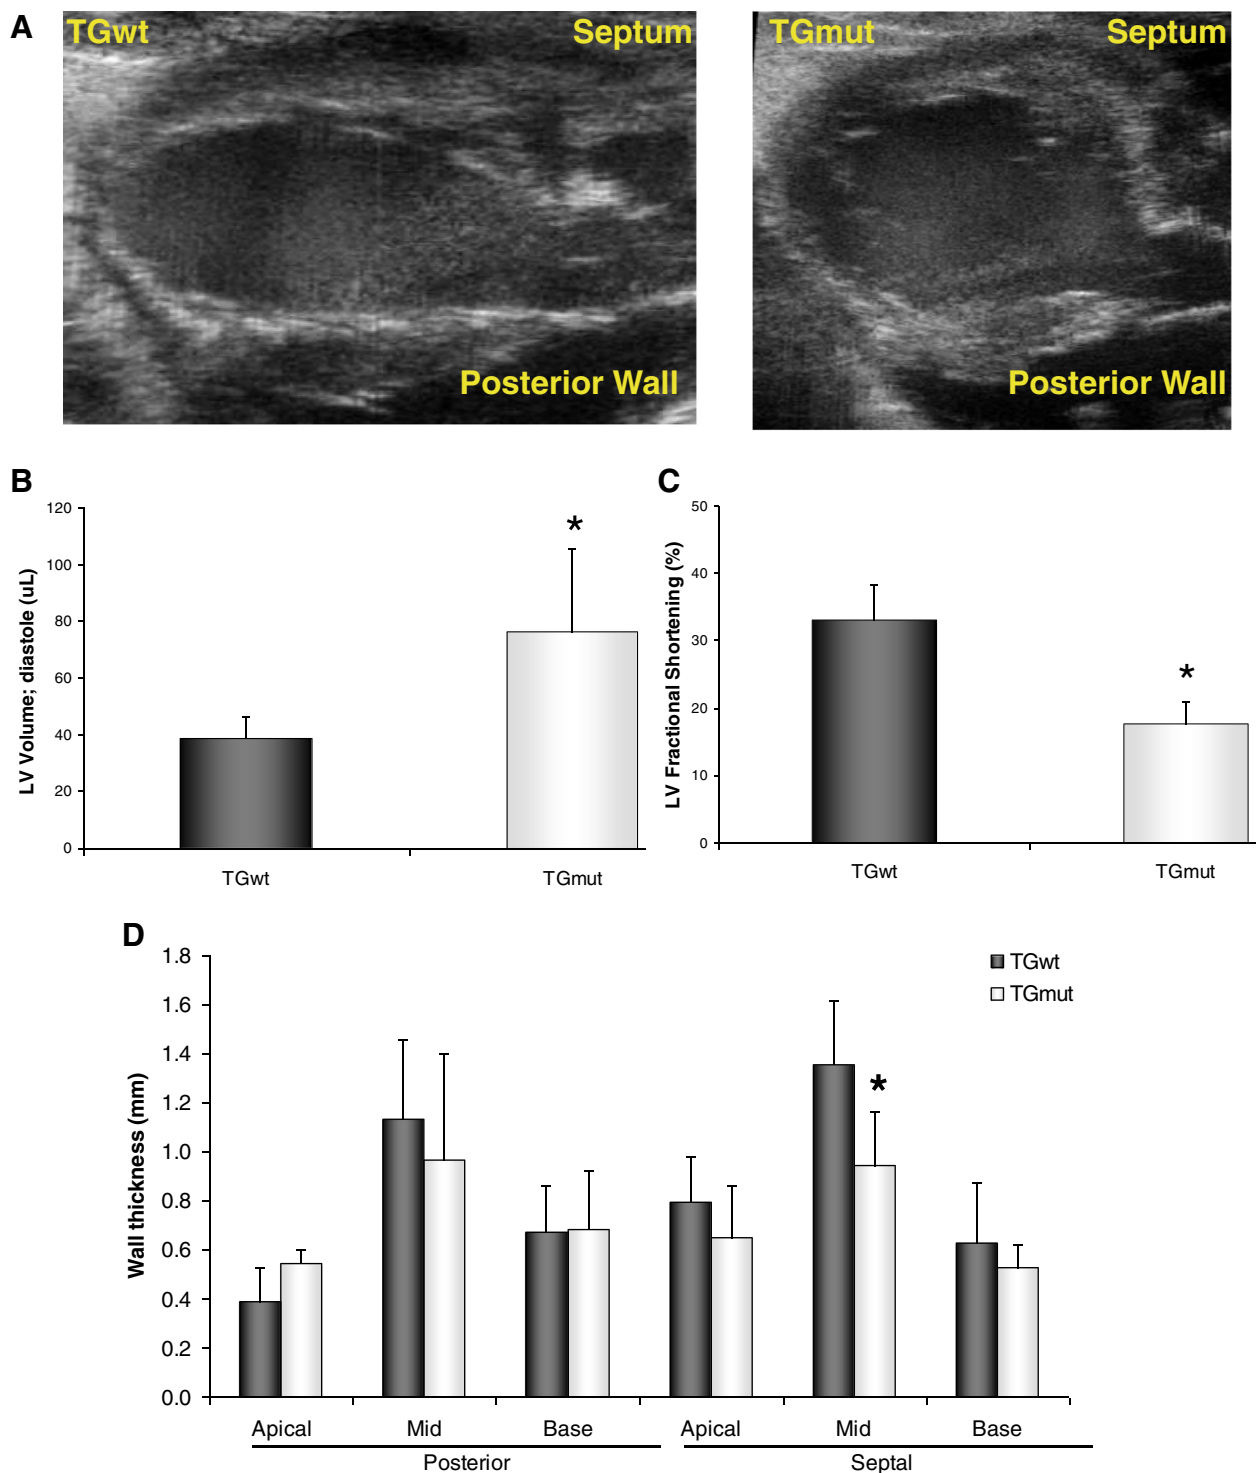 A
TGwt
Septum
Posterior Wall
TGmut
Septum
Posterior Wall
B
LV Volume; diastole (uL)
120
100
80
60
40
20
0
*
TGwt
TGmut
C
LV Fractional Shortening (%)
50
40
30
20
10
0
*
TGwt
TGmut
D
Wall thickness (mm)
1.8
1.6
1.4
1.2
1.0
0.8
0.6
0.4
0.2
0.0
*
TGwt
TGmut
Apical Mid Base Apical Mid Base
Posterior Septal